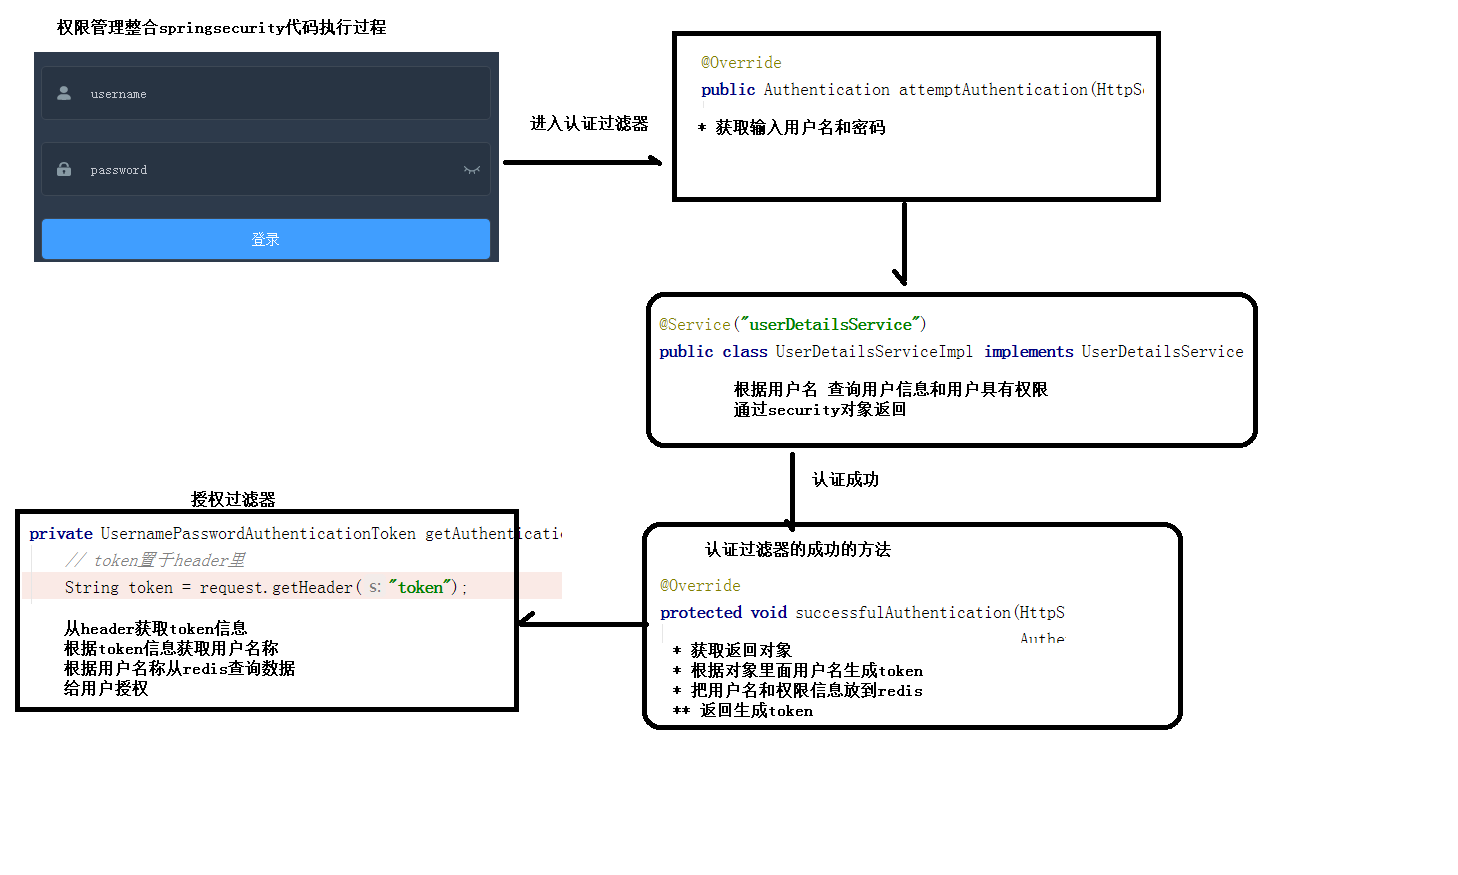 权限管理整合springsecurity代码执行过程
username
password
登录
进入认证过滤器
@Override
public Authentication attemptAuthentication(HttpSe
* 获取输入用户名和密码
@Service("userDetailsService")
public class UserDetailsServiceImpl implements UserDetailsService
根据用户名 查询用户信息和用户具有权限
通过security对象返回
认证成功
认证过滤器的成功的方法
@Override
protected void successfulAuthentication(HttpS
Authe
* 获取返回对象
* 根据对象里面用户名生成token
* 把用户名和权限信息放到redis
** 返回生成token
授权过滤器
private UsernamePasswordAuthenticationToken getAuthenticatio
// token置于header里
String token = request.getHeader( s: "token");
从header获取token信息
根据token信息获取用户名称
根据用户名称从redis查询数据
给用户授权